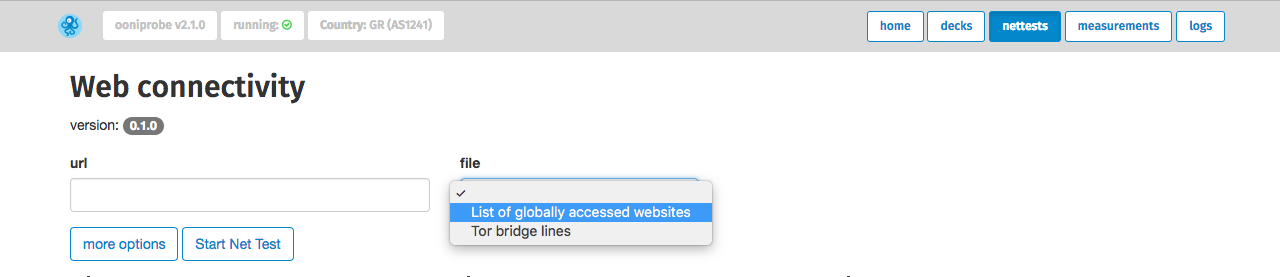 ooniprobe v2.1.0 running: Country: GR (AS1241) home decks nettests measurements logs
Web connectivity
version: 0.1.0
url file
List of globally accessed websites
Tor bridge lines
more options Start Net Test